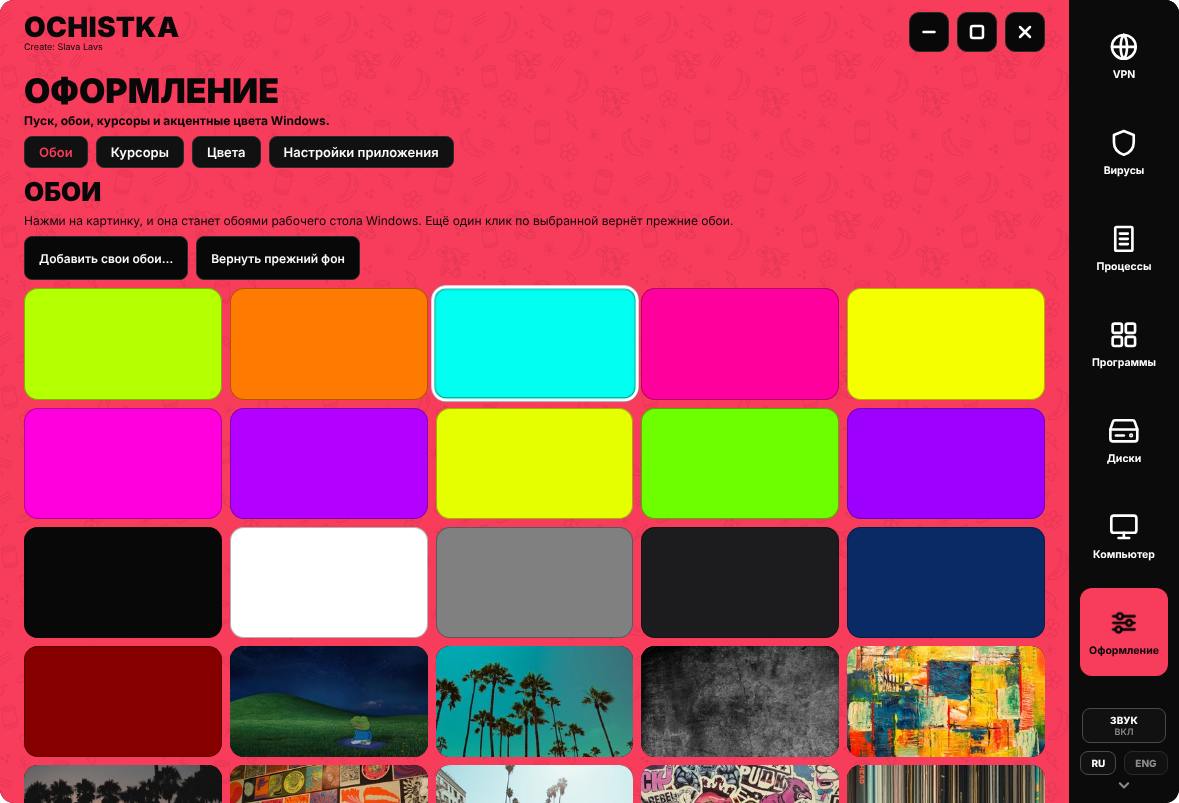 OCHISTKA
Create: Slava Lavs
ОФОРМЛЕНИЕ
Пуск, обои, курсоры и акцентные цвета Windows.
Обои
Курсоры
Цвета
Настройки приложения
ОБОИ
Нажми на картинку, и она станет обоями рабочего стола Windows. Ещё один клик по выбранной вернёт прежние обои.
Добавить свои обои...
Вернуть прежний фон
VPN
Вирусы
Процессы
Программы
Диски
Компьютер
Оформление
ЗВУК
ВКЛ
RU
ENG